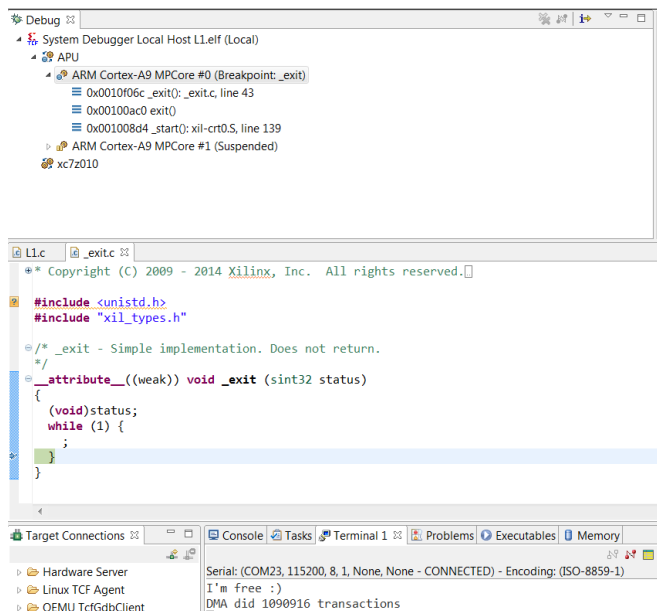 Debug
System Debugger Local Host L1.elf (Local)
APU
ARM Cortex-A9 MPCore #0 (Breakpoint: _exit)
0x0010f06c _exit(): _exit.c, line 43
0x00100ac0 exit()
0x001008d4 _start(): xil-crt0.S, line 139
ARM Cortex-A9 MPCore #1 (Suspended)
xc7z010
L1.c _exit.c
* Copyright (C) 2009 - 2014 Xilinx, Inc.  All rights reserved.
#include <unistd.h>
#include "xil_types.h"
/* _exit - Simple implementation. Does not return.
*/
__attribute__((weak)) void _exit (sint32 status)
{
(void)status;
while (1) {
;
}
}
Target Connections
Hardware Server
Linux TCF Agent
QEMU TcfGdbClient
Console Tasks Terminal 1 Problems Executables Memory
Serial: (COM23, 115200, 8, 1, None, None - CONNECTED) - Encoding: (ISO-8859-1)
I'm free :)
DMA did 1090916 transactions